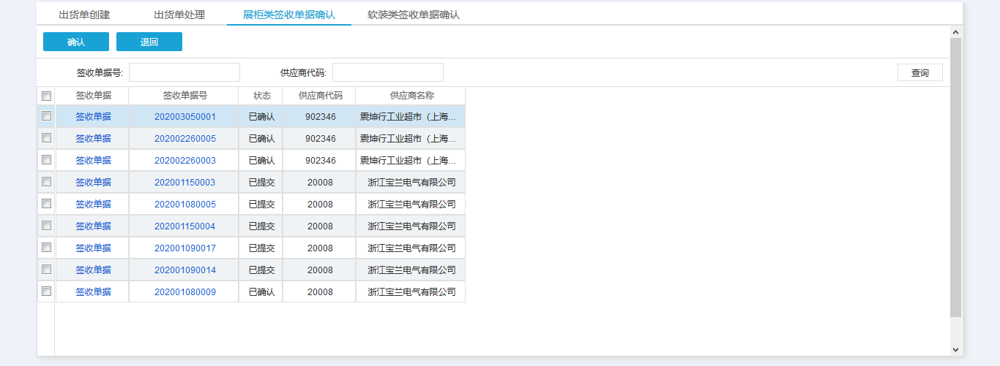 出货单创建 出货单处理 展柜类签收单据确认 软装类签收单据确认
确认 退回
签收单据号: 供应商代码: 查询
签收单据 签收单据号 状态 供应商代码 供应商名称
签收单据 202003050001 已确认 902346 震坤行工业超市（上海...
签收单据 202002260005 已确认 902346 震坤行工业超市（上海...
签收单据 202002260003 已确认 902346 震坤行工业超市（上海...
签收单据 202001150003 已提交 20008 浙江宝兰电气有限公司
签收单据 202001080005 已提交 20008 浙江宝兰电气有限公司
签收单据 202001150004 已提交 20008 浙江宝兰电气有限公司
签收单据 202001090017 已提交 20008 浙江宝兰电气有限公司
签收单据 202001090014 已提交 20008 浙江宝兰电气有限公司
签收单据 202001080009 已确认 20008 浙江宝兰电气有限公司